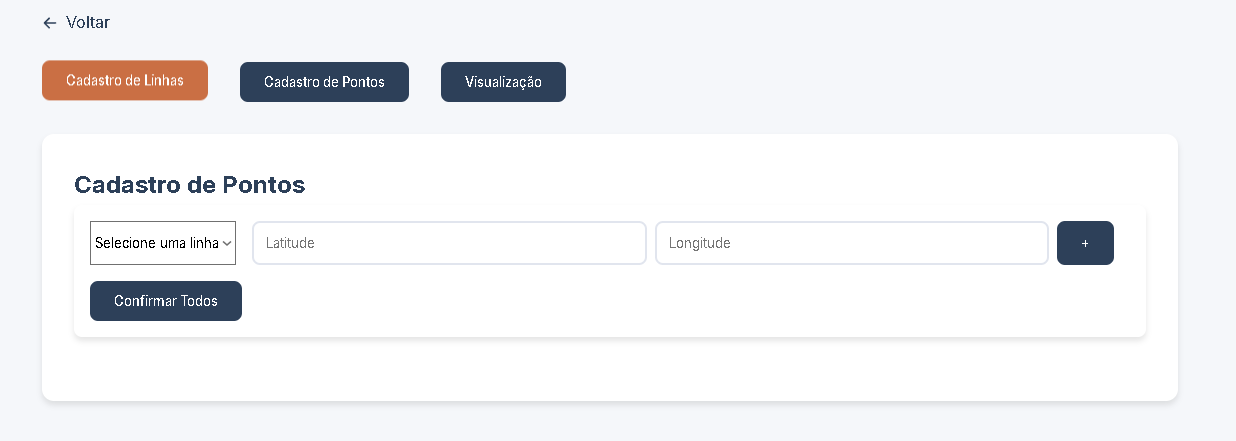 ← Voltar
Cadastro de Linhas Cadastro de Pontos Visualização
Cadastro de Pontos
Selecione uma linha Latitude Longitude +
Confirmar Todos